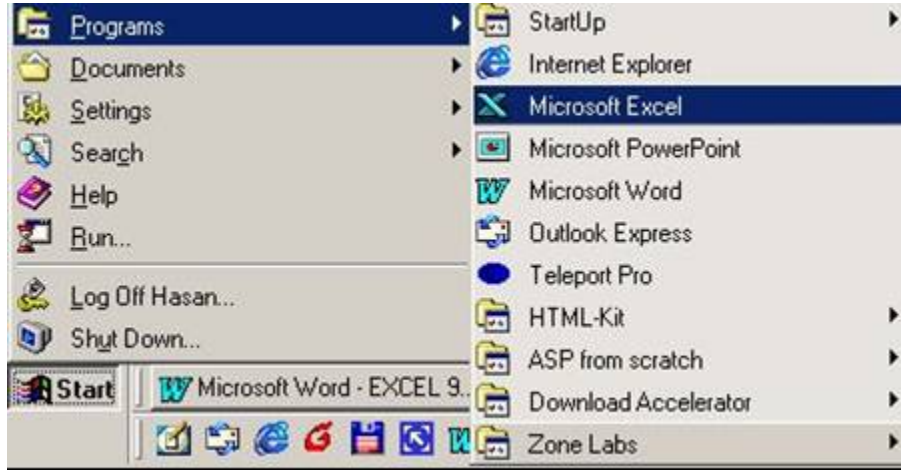 Programs
Documents
Settings
Search
Help
Run...
Log Off Hasan...
Shut Down...
Start
Microsoft Word - EXCEL 9...
StartUp
Internet Explorer
Microsoft Excel
Microsoft PowerPoint
Microsoft Word
Outlook Express
Teleport Pro
HTML-Kit
ASP from scratch
Download Accelerator
Zone Labs